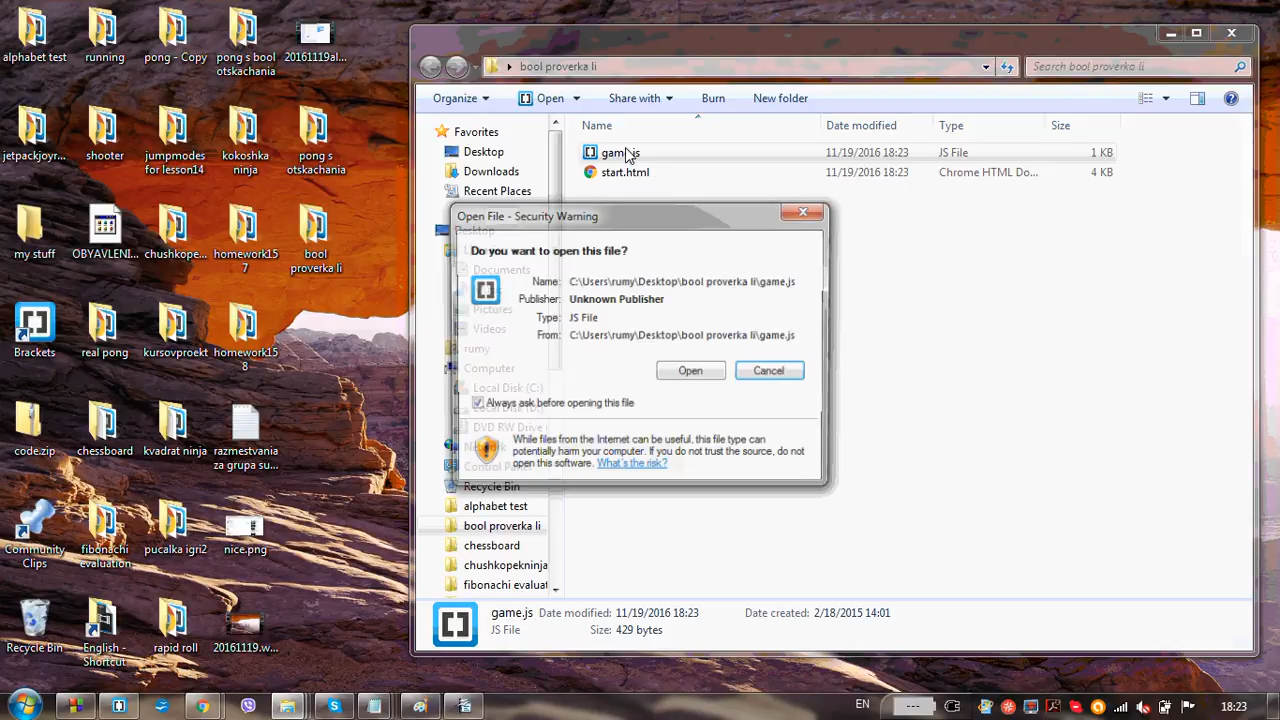 alphabet test
running
pong - Copy
pong s bool
otskachania
20161119al...
jetpackjoyr...
shooter
jumpmodes
for lesson14
kokoshka
ninja
pong s
otskachania
my stuff
OBYAVLENI...
chushkopek...
homework15
7
bool
proverka li
Brackets
real pong
kursovproekt
homework15
8
code.zip
chessboard
kvadrat ninja
razmestvania
za grupa su...
Community
Clips
fibonachi
evaluation
pucalka igri2
nice.png
Recycle Bin
English -
Shortcut
rapid roll
20161119.w...
bool proverka li
Search bool proverka li
Organize
Open
Share with
Burn
New folder
Name
Date modified
Type
Size
game.js
11/19/2016 18:23
JS File
1 KB
start.html
11/19/2016 18:23
Chrome HTML Do...
4 KB
Favorites
Desktop
Downloads
Recent Places
Desktop
Documents
Pictures
Videos
rumy
Computer
Local Disk (C:)
Local Disk (D:)
DVD RW Drive
Control Pan
Recycle Bin
alphabet test
bool proverka li
chessboard
chushkopekninja
fibonachi evaluat
Open File - Security Warning
Do you want to open this file?
Name: C:\Users\rumy\Desktop\bool proverka li\game.js
Publisher: Unknown Publisher
Type: JS File
From: C:\Users\rumy\Desktop\bool proverka li\game.js
Open
Cancel
Always ask before opening this file
While files from the Internet can be useful, this file type can
potentially harm your computer. If you do not trust the source, do not
open this software. What's the risk?
game.js
Date modified: 11/19/2016 18:23
Date created: 2/18/2015 14:01
JS File
Size: 429 bytes
EN
---
18:23